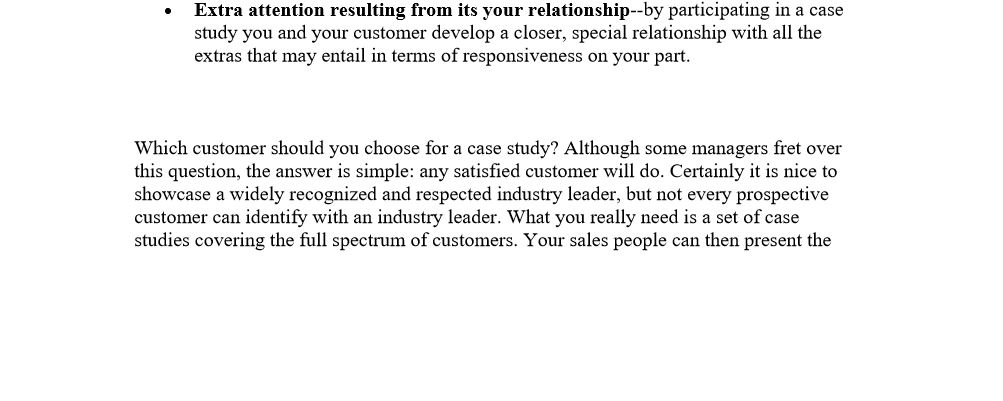 • Extra attention resulting from its your relationship--by participating in a case
study you and your customer develop a closer, special relationship with all the
extras that may entail in terms of responsiveness on your part.
Which customer should you choose for a case study? Although some managers fret over
this question, the answer is simple: any satisfied customer will do. Certainly it is nice to
showcase a widely recognized and respected industry leader, but not every prospective
customer can identify with an industry leader. What you really need is a set of case
studies covering the full spectrum of customers. Your sales people can then present the